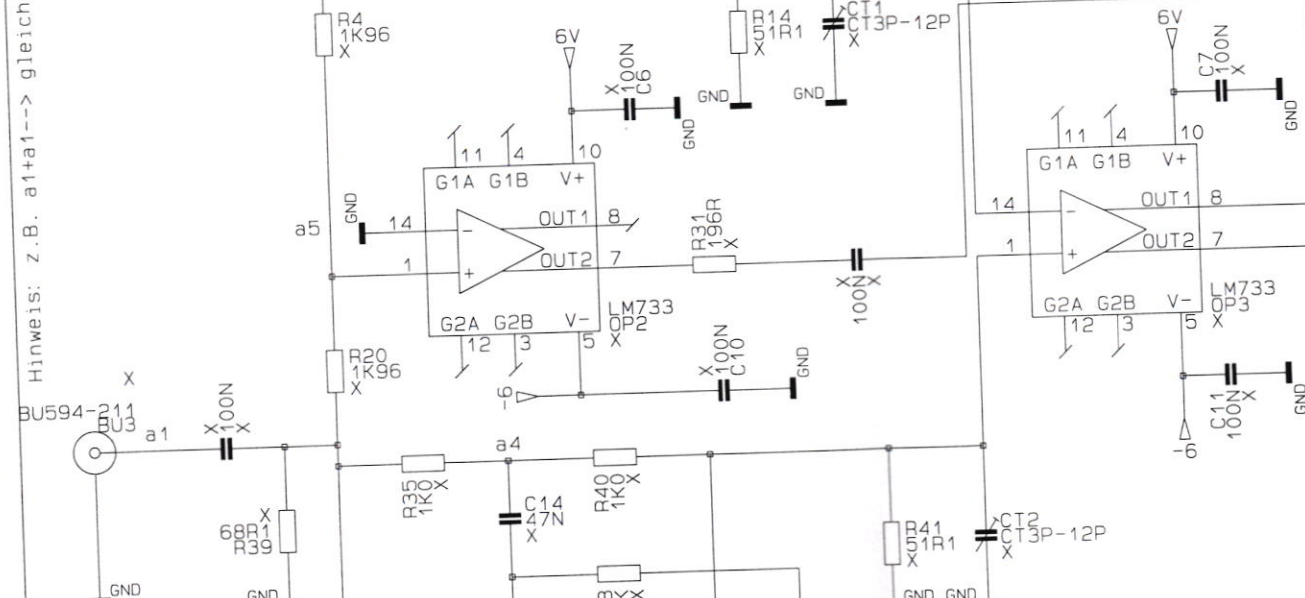 Hinweis: z.B. a1+a1--> gleich
R4
1K96
X
6V
X
100N
C6
GND
R14
51R1
X
GND
CT1
CT3P-12P
X
GND
6V
C7
100N
X
GND
11
4
10
G1A
G1B
V+
GND
a5
14
-
OUT1
8
1
+
OUT2
7
R31
196R
X
X
100N
X
G2A
G2B
V-
12
3
5
LM733
OP2
X
11
4
10
G1A
G1B
V+
14
-
OUT1
8
1
+
OUT2
7
G2A
G2B
V-
12
3
5
LM733
OP3
X
R20
1K96
X
-6
X
100N
C10
GND
C11
100N
X
GND
-6
X
BU594-211
BU3
a1
X
100N
X
a4
R35
1K0
X
R40
1K0
X
X
68R1
R39
C14
47N
X
R41
51R1
X
CT2
CT3P-12P
X
GND
GND
GND
GND